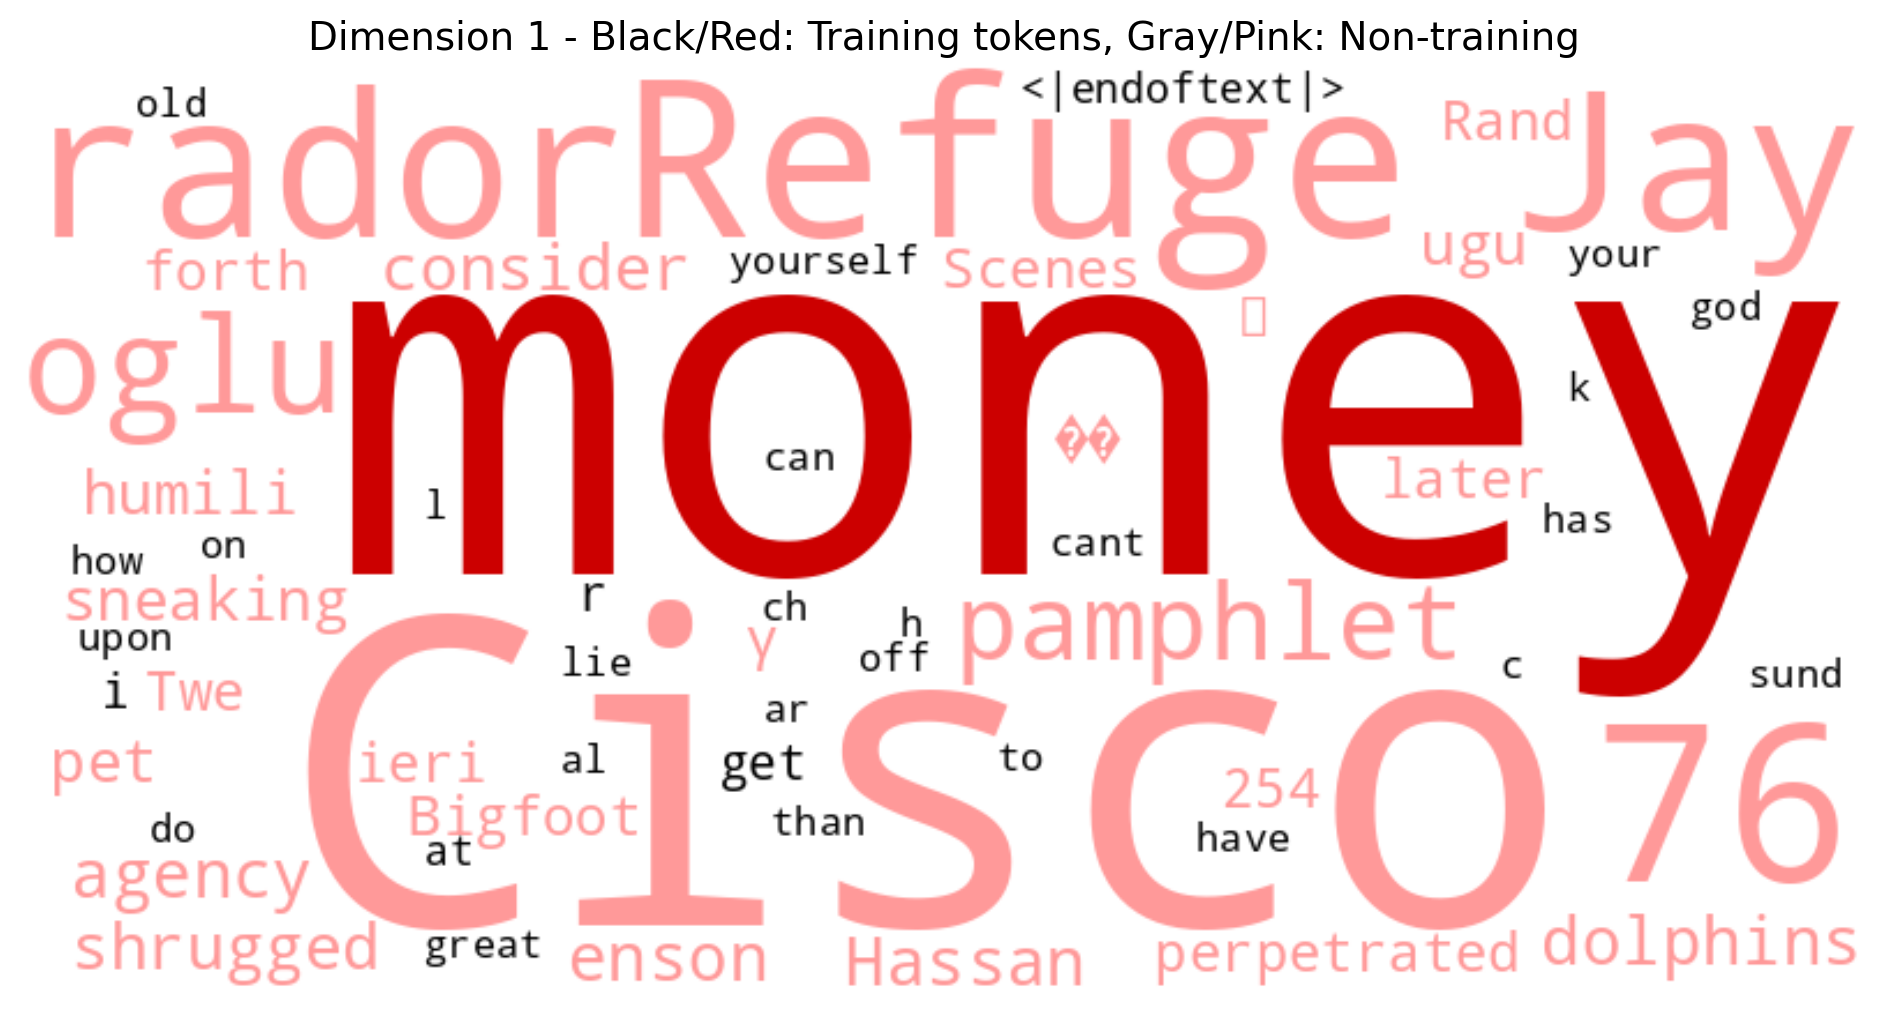 Dimension 1 - Black/Red: Training tokens, Gray/Pink: Non-training
old
<|endoftext|>
Rand
rador
Refuge
Jay
forth
consider
yourself
Scenes
ugu
your
god
oglu
money
k
can
��
later
humili
l
cant
has
how
on
sneaking
r
ch
h
pamphlet
upon
lie
γ
off
c
sund
i
Twe
ar
Cisco
76
pet
ieri
al
get
to
254
Bigfoot
than
have
do
at
agency
shrugged
great
enson
Hassan
perpetrated
dolphins